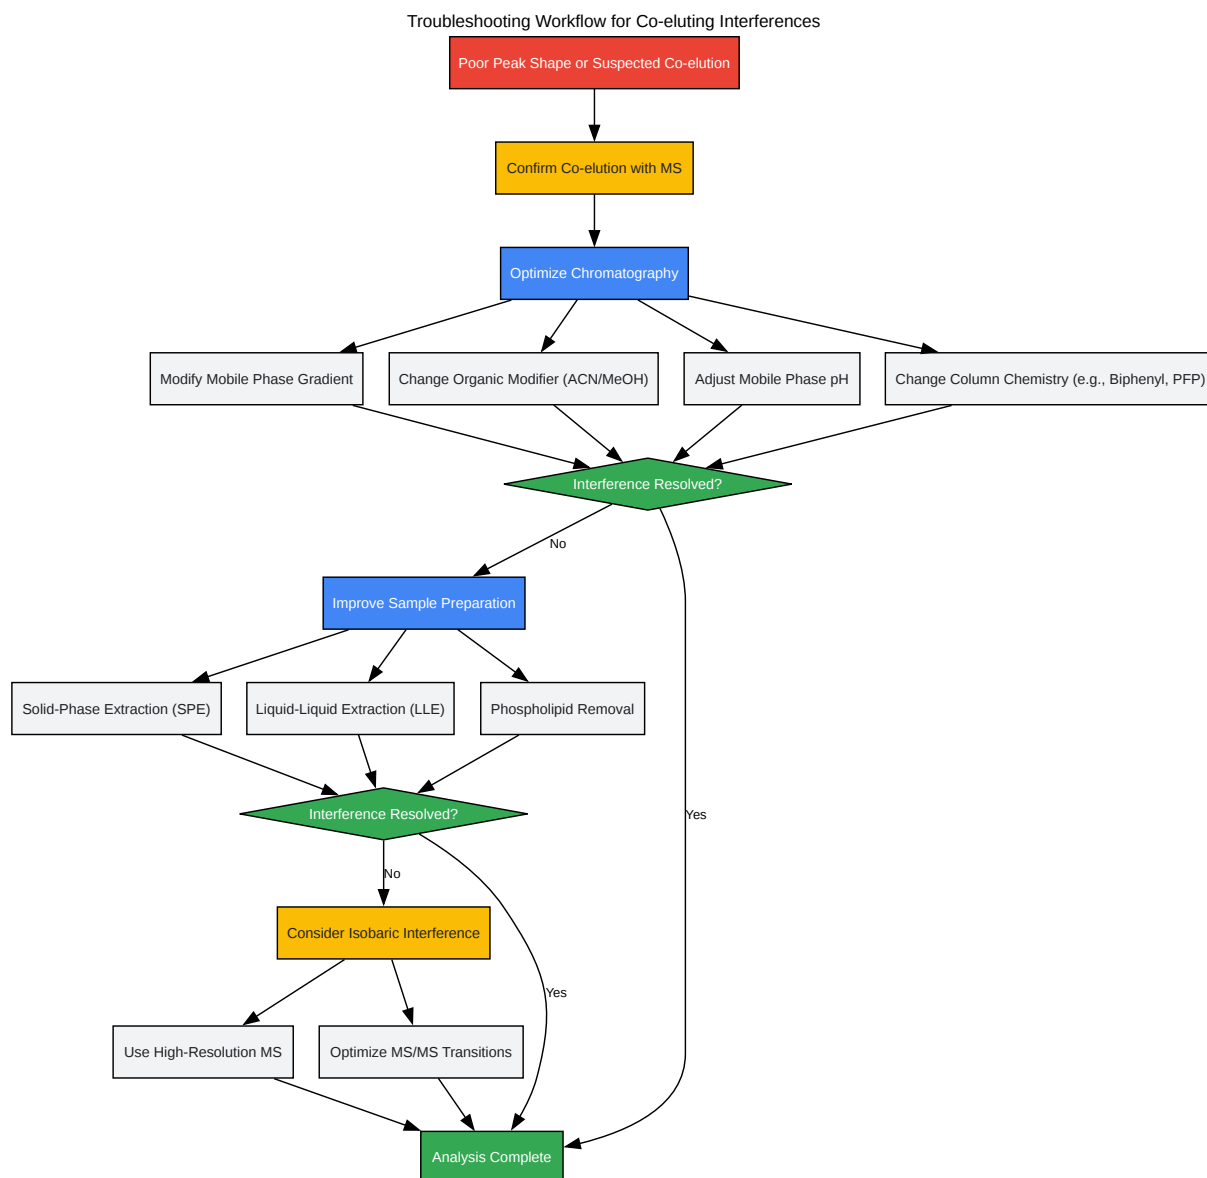 Troubleshooting Workflow for Co-eluting Interferences
Poor Peak Shape or Suspected Co-elution
Confirm Co-elution with MS
Optimize Chromatography
Modify Mobile Phase Gradient
Change Organic Modifier (ACN/MeOH)
Adjust Mobile Phase pH
Change Column Chemistry (e.g., Biphenyl, PFP)
Interference Resolved?
No
Improve Sample Preparation
Solid-Phase Extraction (SPE)
Liquid-Liquid Extraction (LLE)
Phospholipid Removal
Interference Resolved?
Yes
No
Consider Isobaric Interference
Yes
Use High-Resolution MS
Optimize MS/MS Transitions
Analysis Complete